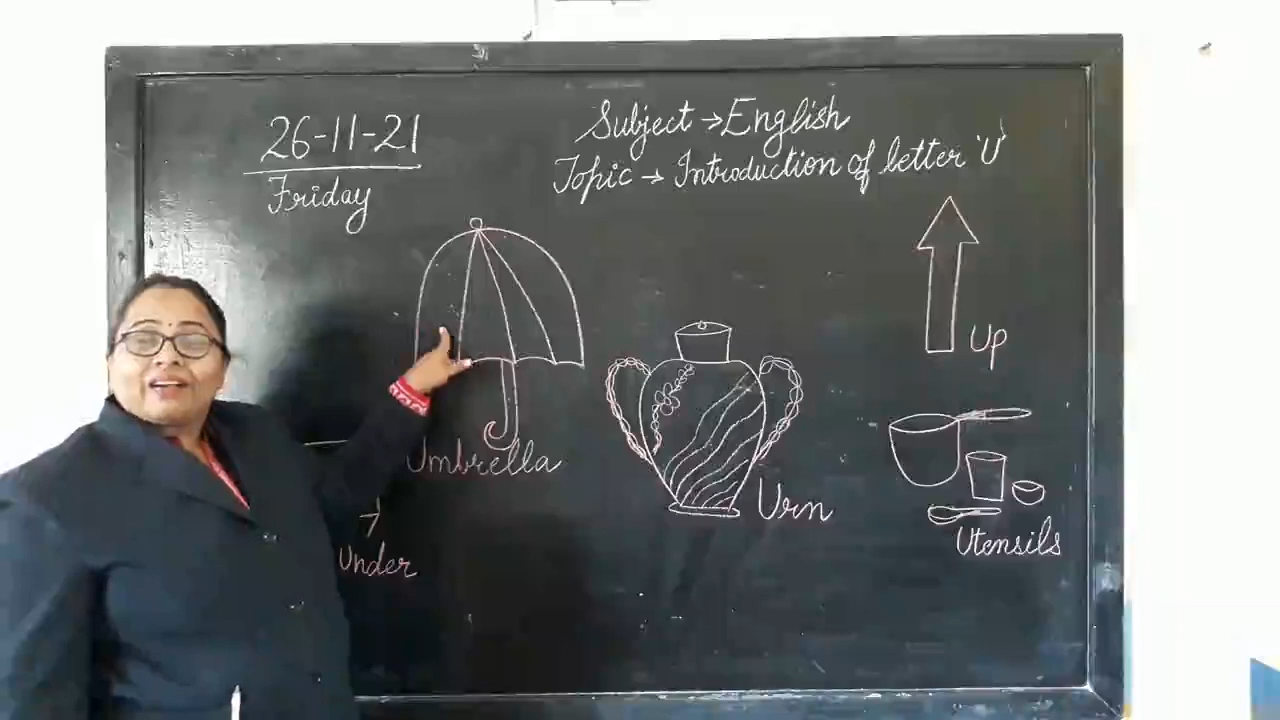 26-11-21
Friday
Subject → English
Topic → Introduction of letter 'U'
Up
Umbrella
Urn
Utensils
Under